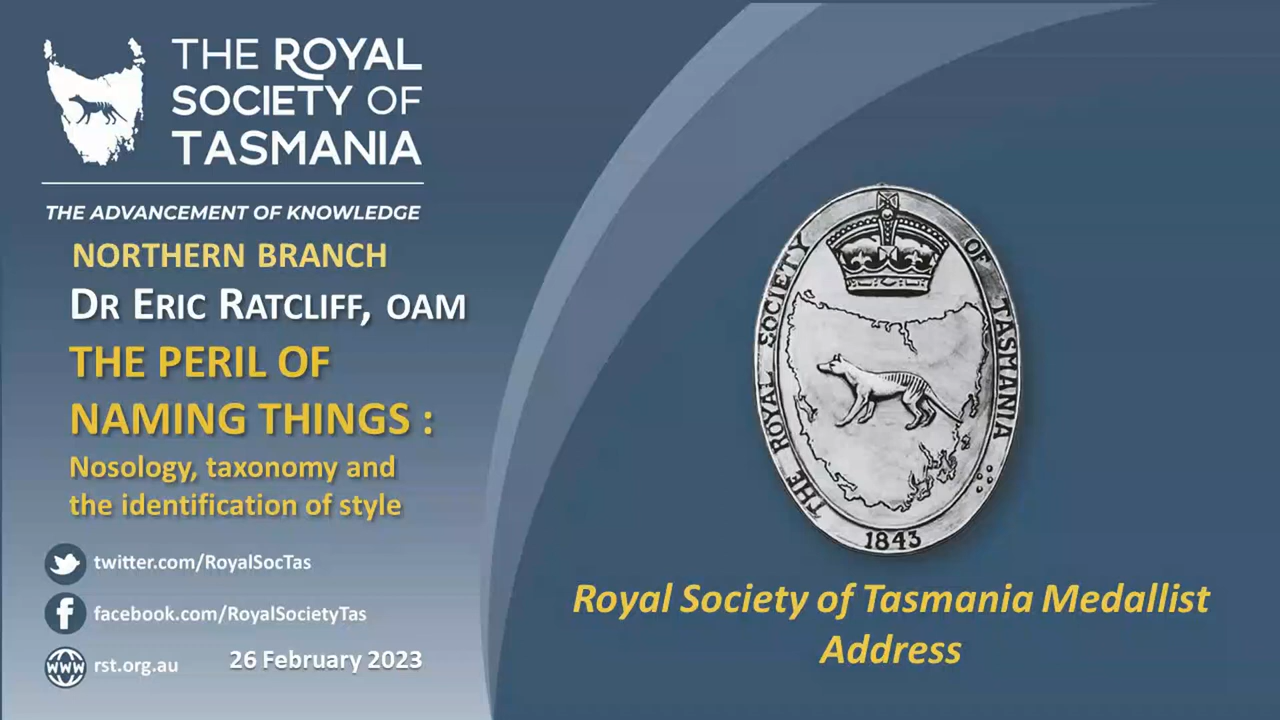 THE ROYAL
SOCIETY OF
TASMANIA
THE ADVANCEMENT OF KNOWLEDGE
NORTHERN BRANCH
DR ERIC RATCLIFF, OAM
THE PERIL OF
NAMING THINGS :
Nosology, taxonomy and
the identification of style
twitter.com/RoyalSocTas
facebook.com/RoyalSocietyTas
WWW rst.org.au
26 February 2023
THE ROYAL SOCIETY OF TASMANIA
1843
Royal Society of Tasmania Medallist
Address